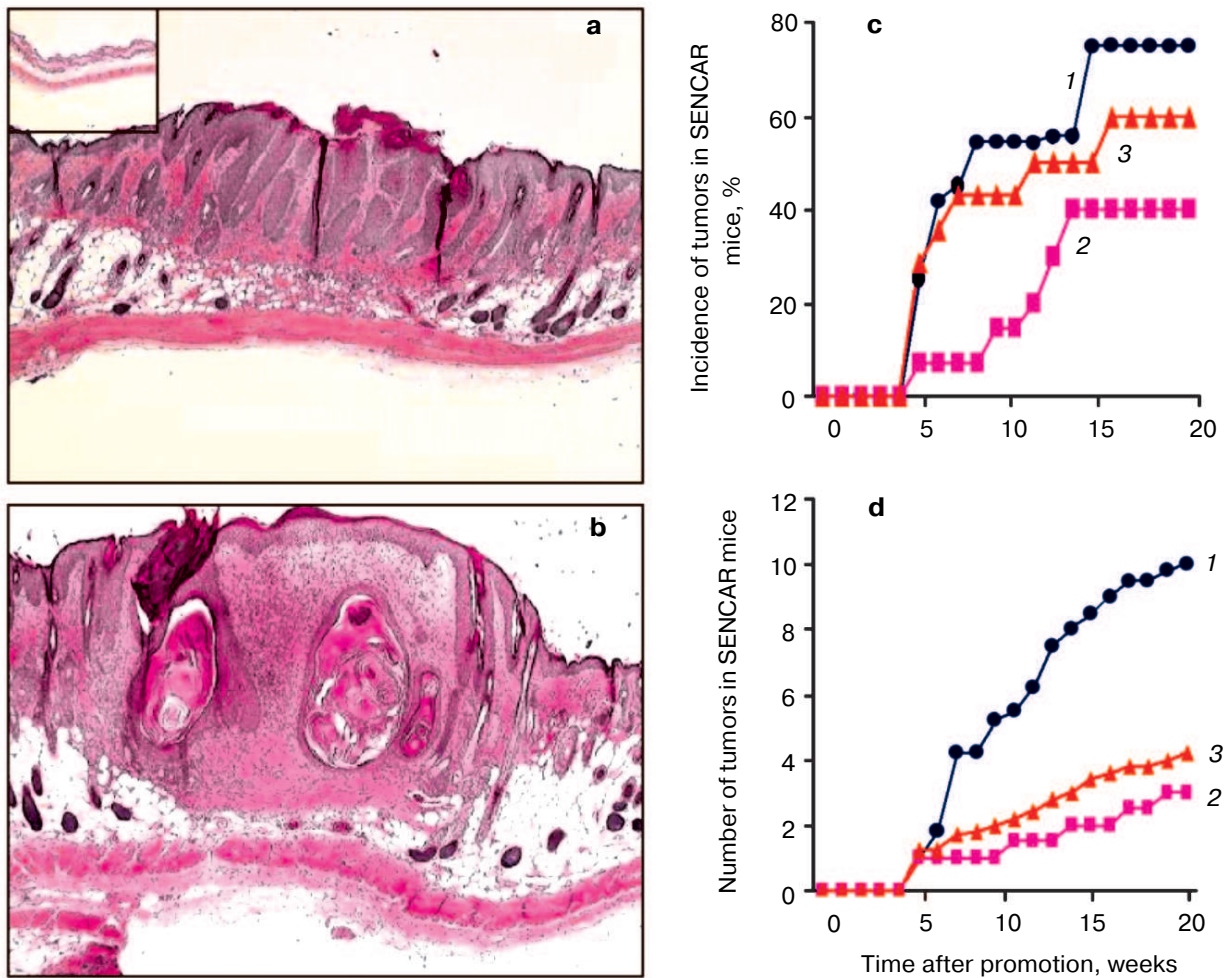 a
b
c
Incidence of tumors in SENCAR
mice, %
80
60
40
20
0
1
3
2
0 5 10 15 20
d
Number of tumors in SENCAR mice
12
10
8
6
4
2
0
1
3
2
0 5 10 15 20
Time after promotion, weeks